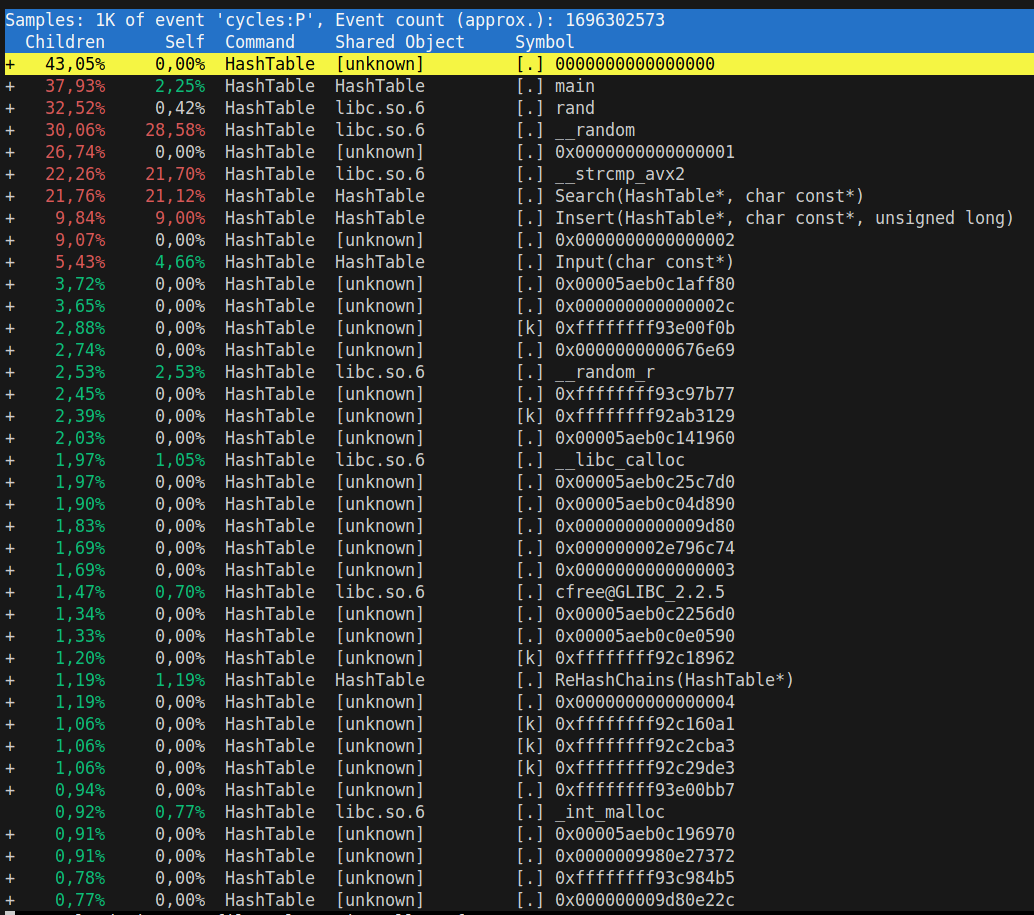 Samples: 1K of event 'cycles:P', Event count (approx.): 1696302573
Children Self Command Shared Object Symbol
+ 43,05% 0,00% HashTable [unknown] [.] 0000000000000000
+ 37,93% 2,25% HashTable HashTable [.] main
+ 32,52% 0,42% HashTable libc.so.6 [.] rand
+ 30,06% 28,58% HashTable libc.so.6 [.] __random
+ 26,74% 0,00% HashTable [unknown] [.] 0x0000000000000001
+ 22,26% 21,70% HashTable libc.so.6 [.] __strcmp_avx2
+ 21,76% 21,12% HashTable HashTable [.] Search(HashTable*, char const*)
+ 9,84% 9,00% HashTable HashTable [.] Insert(HashTable*, char const*, unsigned long)
+ 9,07% 0,00% HashTable [unknown] [.] 0x0000000000000002
+ 5,43% 4,66% HashTable HashTable [.] Input(char const*)
+ 3,72% 0,00% HashTable [unknown] [.] 0x00005aeb0c1aff80
+ 3,65% 0,00% HashTable [unknown] [.] 0x000000000000002c
+ 2,88% 0,00% HashTable [unknown] [k] 0xffffffff93e00f0b
+ 2,74% 0,00% HashTable [unknown] [.] 0x0000000000676e69
+ 2,53% 2,53% HashTable libc.so.6 [.] __random_r
+ 2,45% 0,00% HashTable [unknown] [.] 0xffffffff93c97b77
+ 2,39% 0,00% HashTable [unknown] [k] 0xffffffff92ab3129
+ 2,03% 0,00% HashTable [unknown] [.] 0x00005aeb0c141960
+ 1,97% 1,05% HashTable libc.so.6 [.] __libc_calloc
+ 1,97% 0,00% HashTable [unknown] [.] 0x00005aeb0c25c7d0
+ 1,90% 0,00% HashTable [unknown] [.] 0x00005aeb0c04d890
+ 1,83% 0,00% HashTable [unknown] [.] 0x0000000000009d80
+ 1,69% 0,00% HashTable [unknown] [.] 0x000000002e796c74
+ 1,69% 0,00% HashTable [unknown] [.] 0x0000000000000003
+ 1,47% 0,70% HashTable libc.so.6 [.] cfree@GLIBC_2.2.5
+ 1,34% 0,00% HashTable [unknown] [.] 0x00005aeb0c2256d0
+ 1,33% 0,00% HashTable [unknown] [.] 0x00005aeb0c0e0590
+ 1,20% 0,00% HashTable [unknown] [k] 0xffffffff92c18962
+ 1,19% 1,19% HashTable HashTable [.] ReHashChains(HashTable*)
+ 1,19% 0,00% HashTable [unknown] [.] 0x0000000000000004
+ 1,06% 0,00% HashTable [unknown] [k] 0xffffffff92c160a1
+ 1,06% 0,00% HashTable [unknown] [k] 0xffffffff92c2cba3
+ 1,06% 0,00% HashTable [unknown] [k] 0xffffffff92c29de3
+ 0,94% 0,00% HashTable [unknown] [.] 0xffffffff93e00bb7
0,92% 0,77% HashTable libc.so.6 [.] _int_malloc
+ 0,91% 0,00% HashTable [unknown] [.] 0x00005aeb0c196970
+ 0,91% 0,00% HashTable [unknown] [.] 0x0000009980e27372
+ 0,78% 0,00% HashTable [unknown] [.] 0xffffffff93c984b5
+ 0,77% 0,00% HashTable [unknown] [.] 0x000000009d80e22c